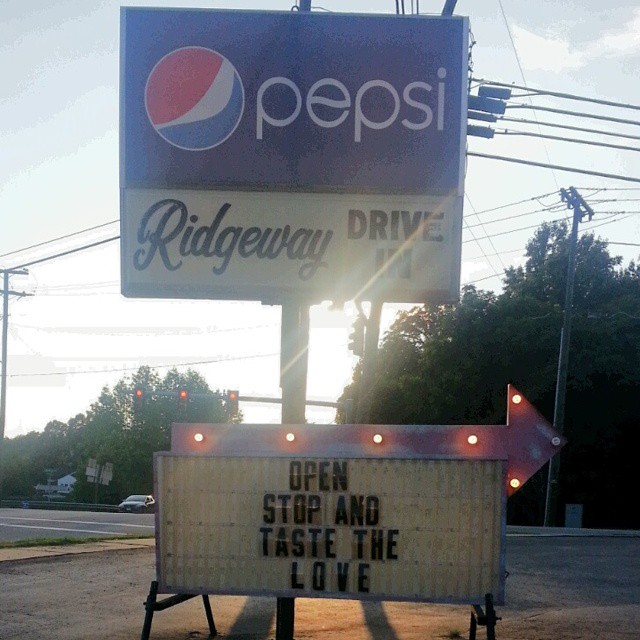 pepsi
Ridgeway DRIVE
IN
OPEN
STOP AND
TASTE THE
LOVE